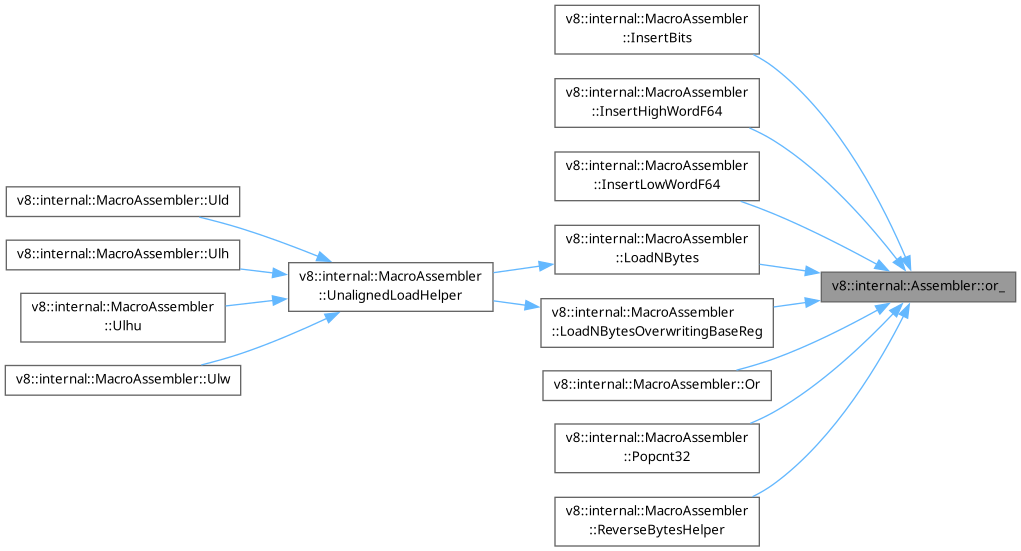 v8::internal::MacroAssembler::Uld
v8::internal::MacroAssembler::Ulh
v8::internal::MacroAssembler
::Ulhu
v8::internal::MacroAssembler::Ulw
v8::internal::MacroAssembler
::UnalignedLoadHelper
v8::internal::MacroAssembler
::InsertBits
v8::internal::MacroAssembler
::InsertHighWordF64
v8::internal::MacroAssembler
::InsertLowWordF64
v8::internal::MacroAssembler
::LoadNBytes
v8::internal::MacroAssembler
::LoadNBytesOverwritingBaseReg
v8::internal::MacroAssembler::Or
v8::internal::MacroAssembler
::Popcnt32
v8::internal::MacroAssembler
::ReverseBytesHelper
v8::internal::Assembler::or_